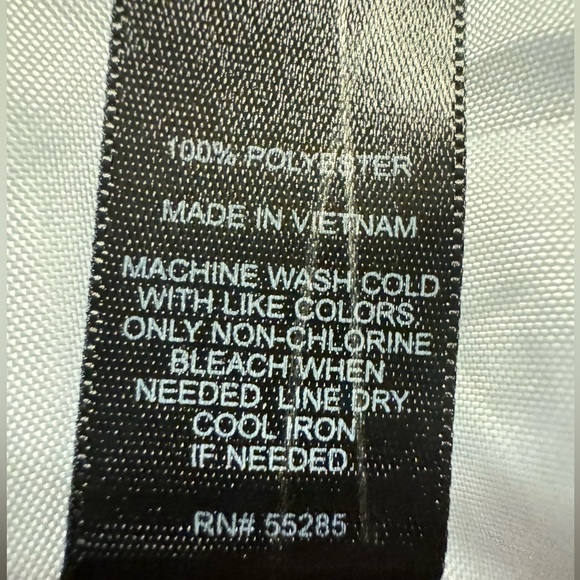 100% POLYESTER
MADE IN VIETNAM
MACHINE WASH COLD
WITH LIKE COLORS.
ONLY NON-CHLORINE
BLEACH WHEN
NEEDED. LINE DRY.
COOL IRON
IF NEEDED.
RN# 55285